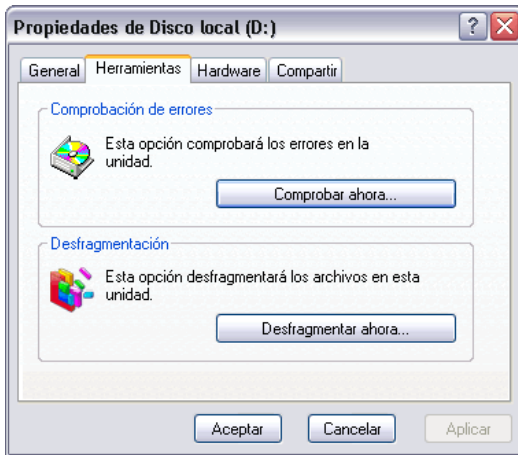 Propiedades de Disco local (D:)
General Herramientas Hardware Compartir
Comprobación de errores
Esta opción comprobará los errores en la
unidad.
Comprobar ahora...
Desfragmentación
Esta opción desfragmentará los archivos en esta
unidad.
Desfragmentar ahora...
Aceptar Cancelar Aplicar